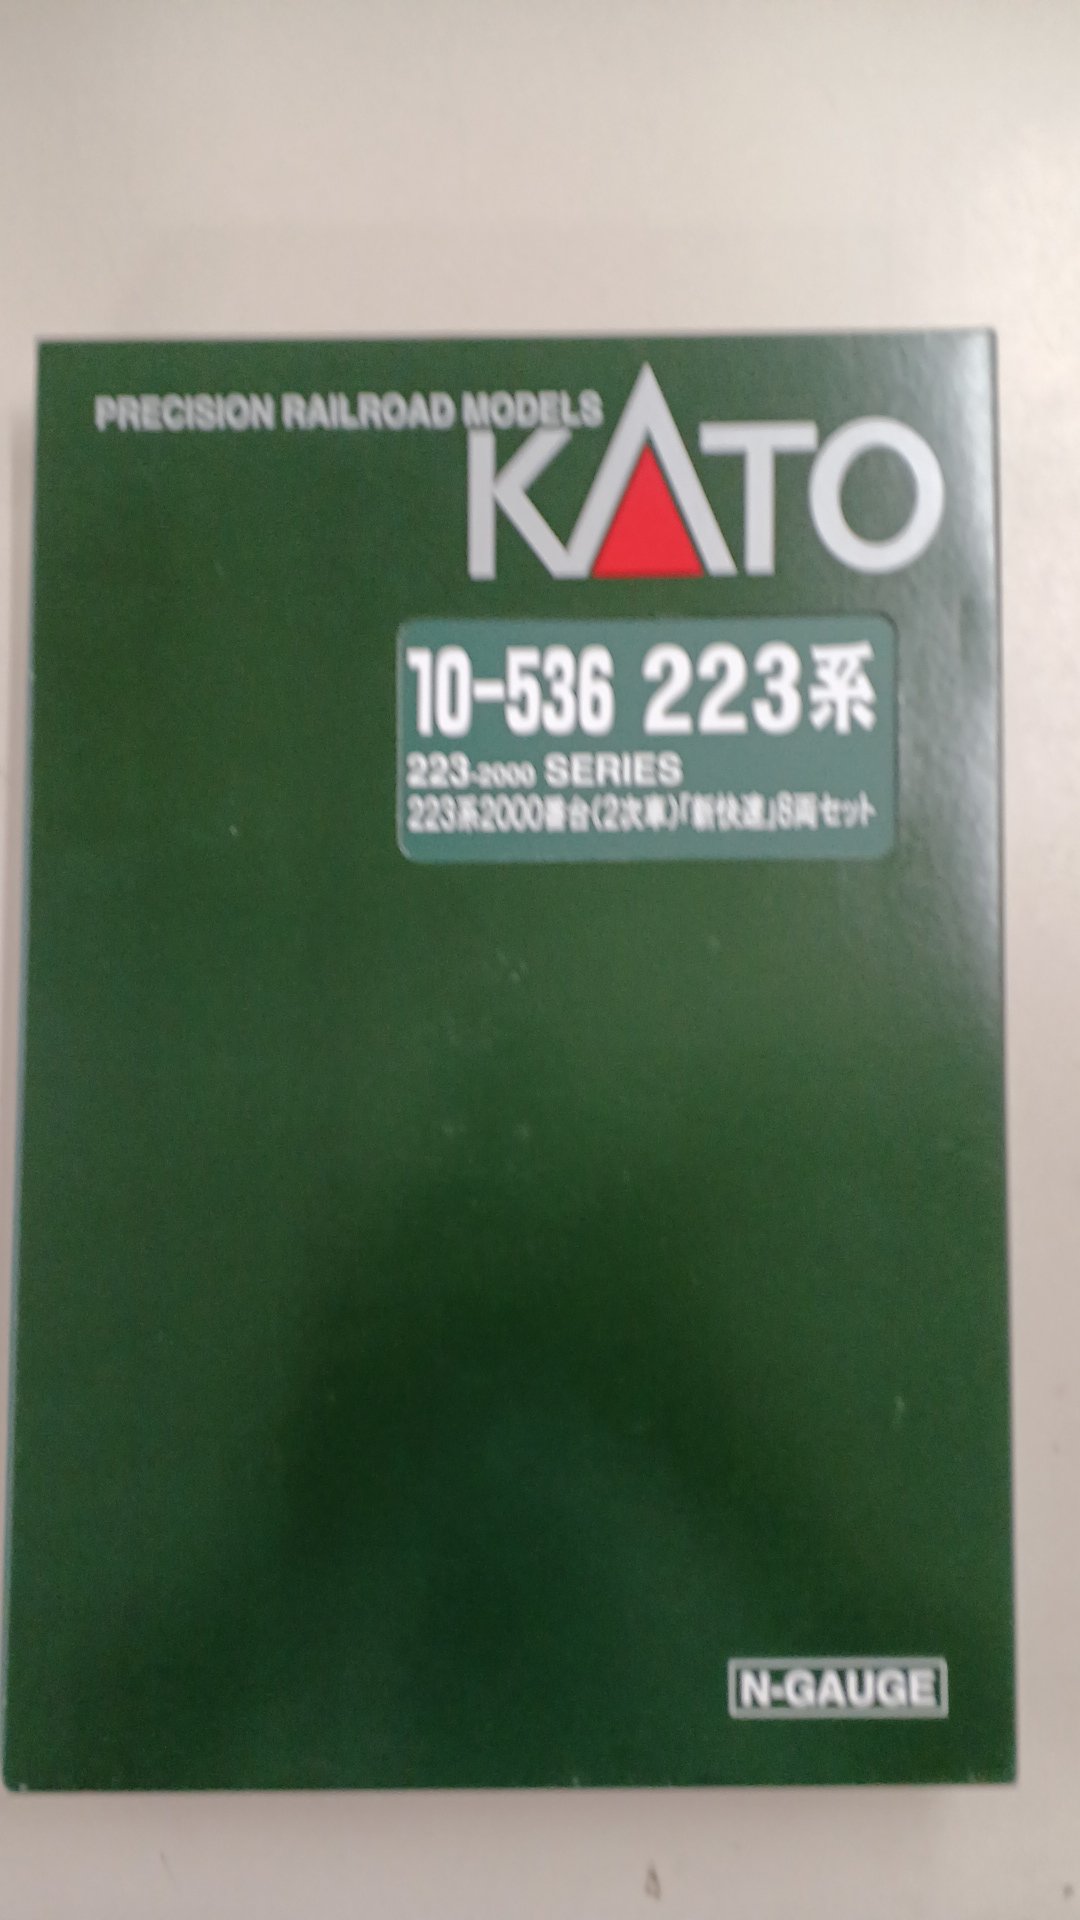 PRECISION RAILROAD MODELS
KATO
10-536 223系
223-2000 SERIES
223系2000番台(2次車)「新快速」8両セット
N-GAUGE